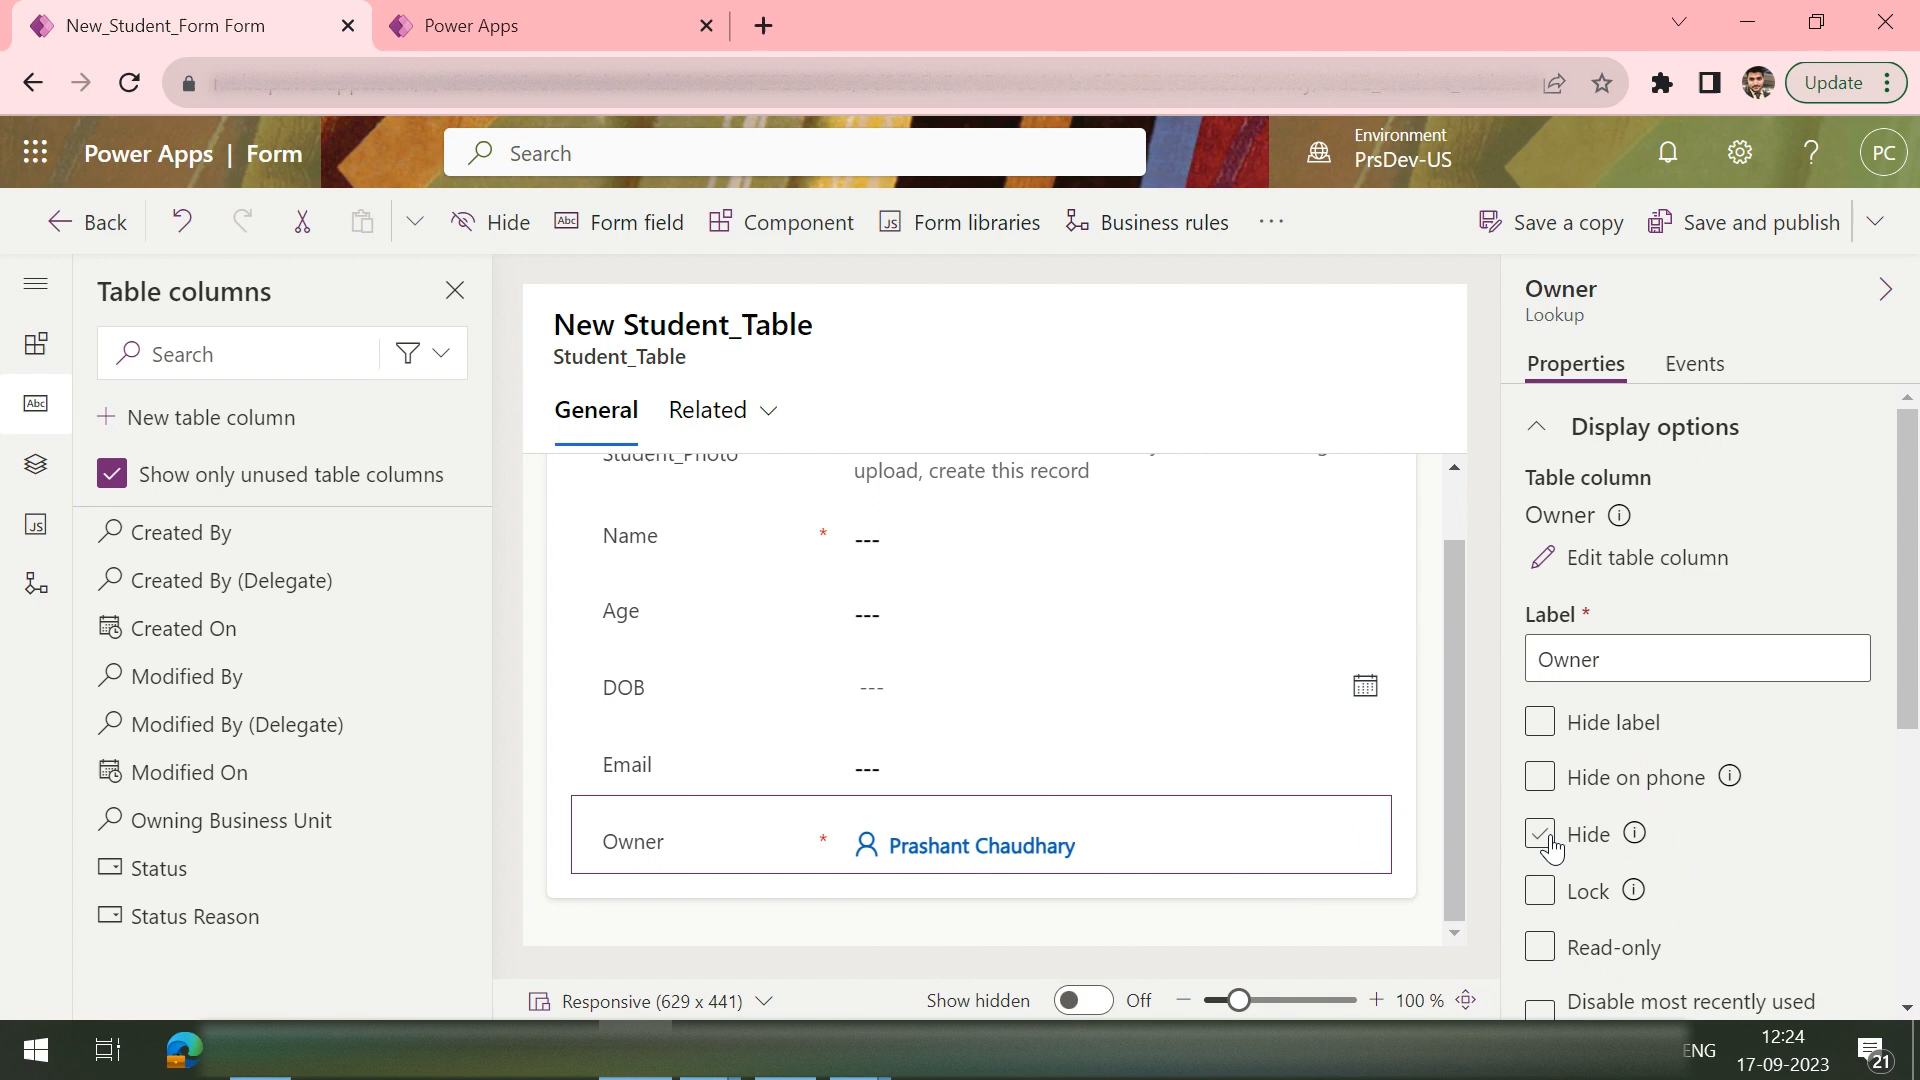 New_Student_Form Form
Power Apps
Update
Power Apps | Form
Search
Environment
PrsDev-US
PC
Back
Hide
Abc
Form field
Component
JS
Form libraries
Business rules
...
Save a copy
Save and publish
Table columns
Search
Abc
New table column
Show only unused table columns
JS
Created By
Created By (Delegate)
Created On
Modified By
Modified By (Delegate)
Modified On
Owning Business Unit
Status
Status Reason
New Student_Table
Student_Table
General
Related
Student_Photo
upload, create this record
Name * ---
Age ---
DOB ---
Email ---
Owner * Prashant Chaudhary
Responsive (629 x 441)
Show hidden
Off
100 %
Owner
Lookup
Properties
Events
Display options
Table column
Owner
Edit table column
Label *
Owner
Hide label
Hide on phone
Hide
Lock
Read-only
Disable most recently used
ENG
12:24
17-09-2023
21